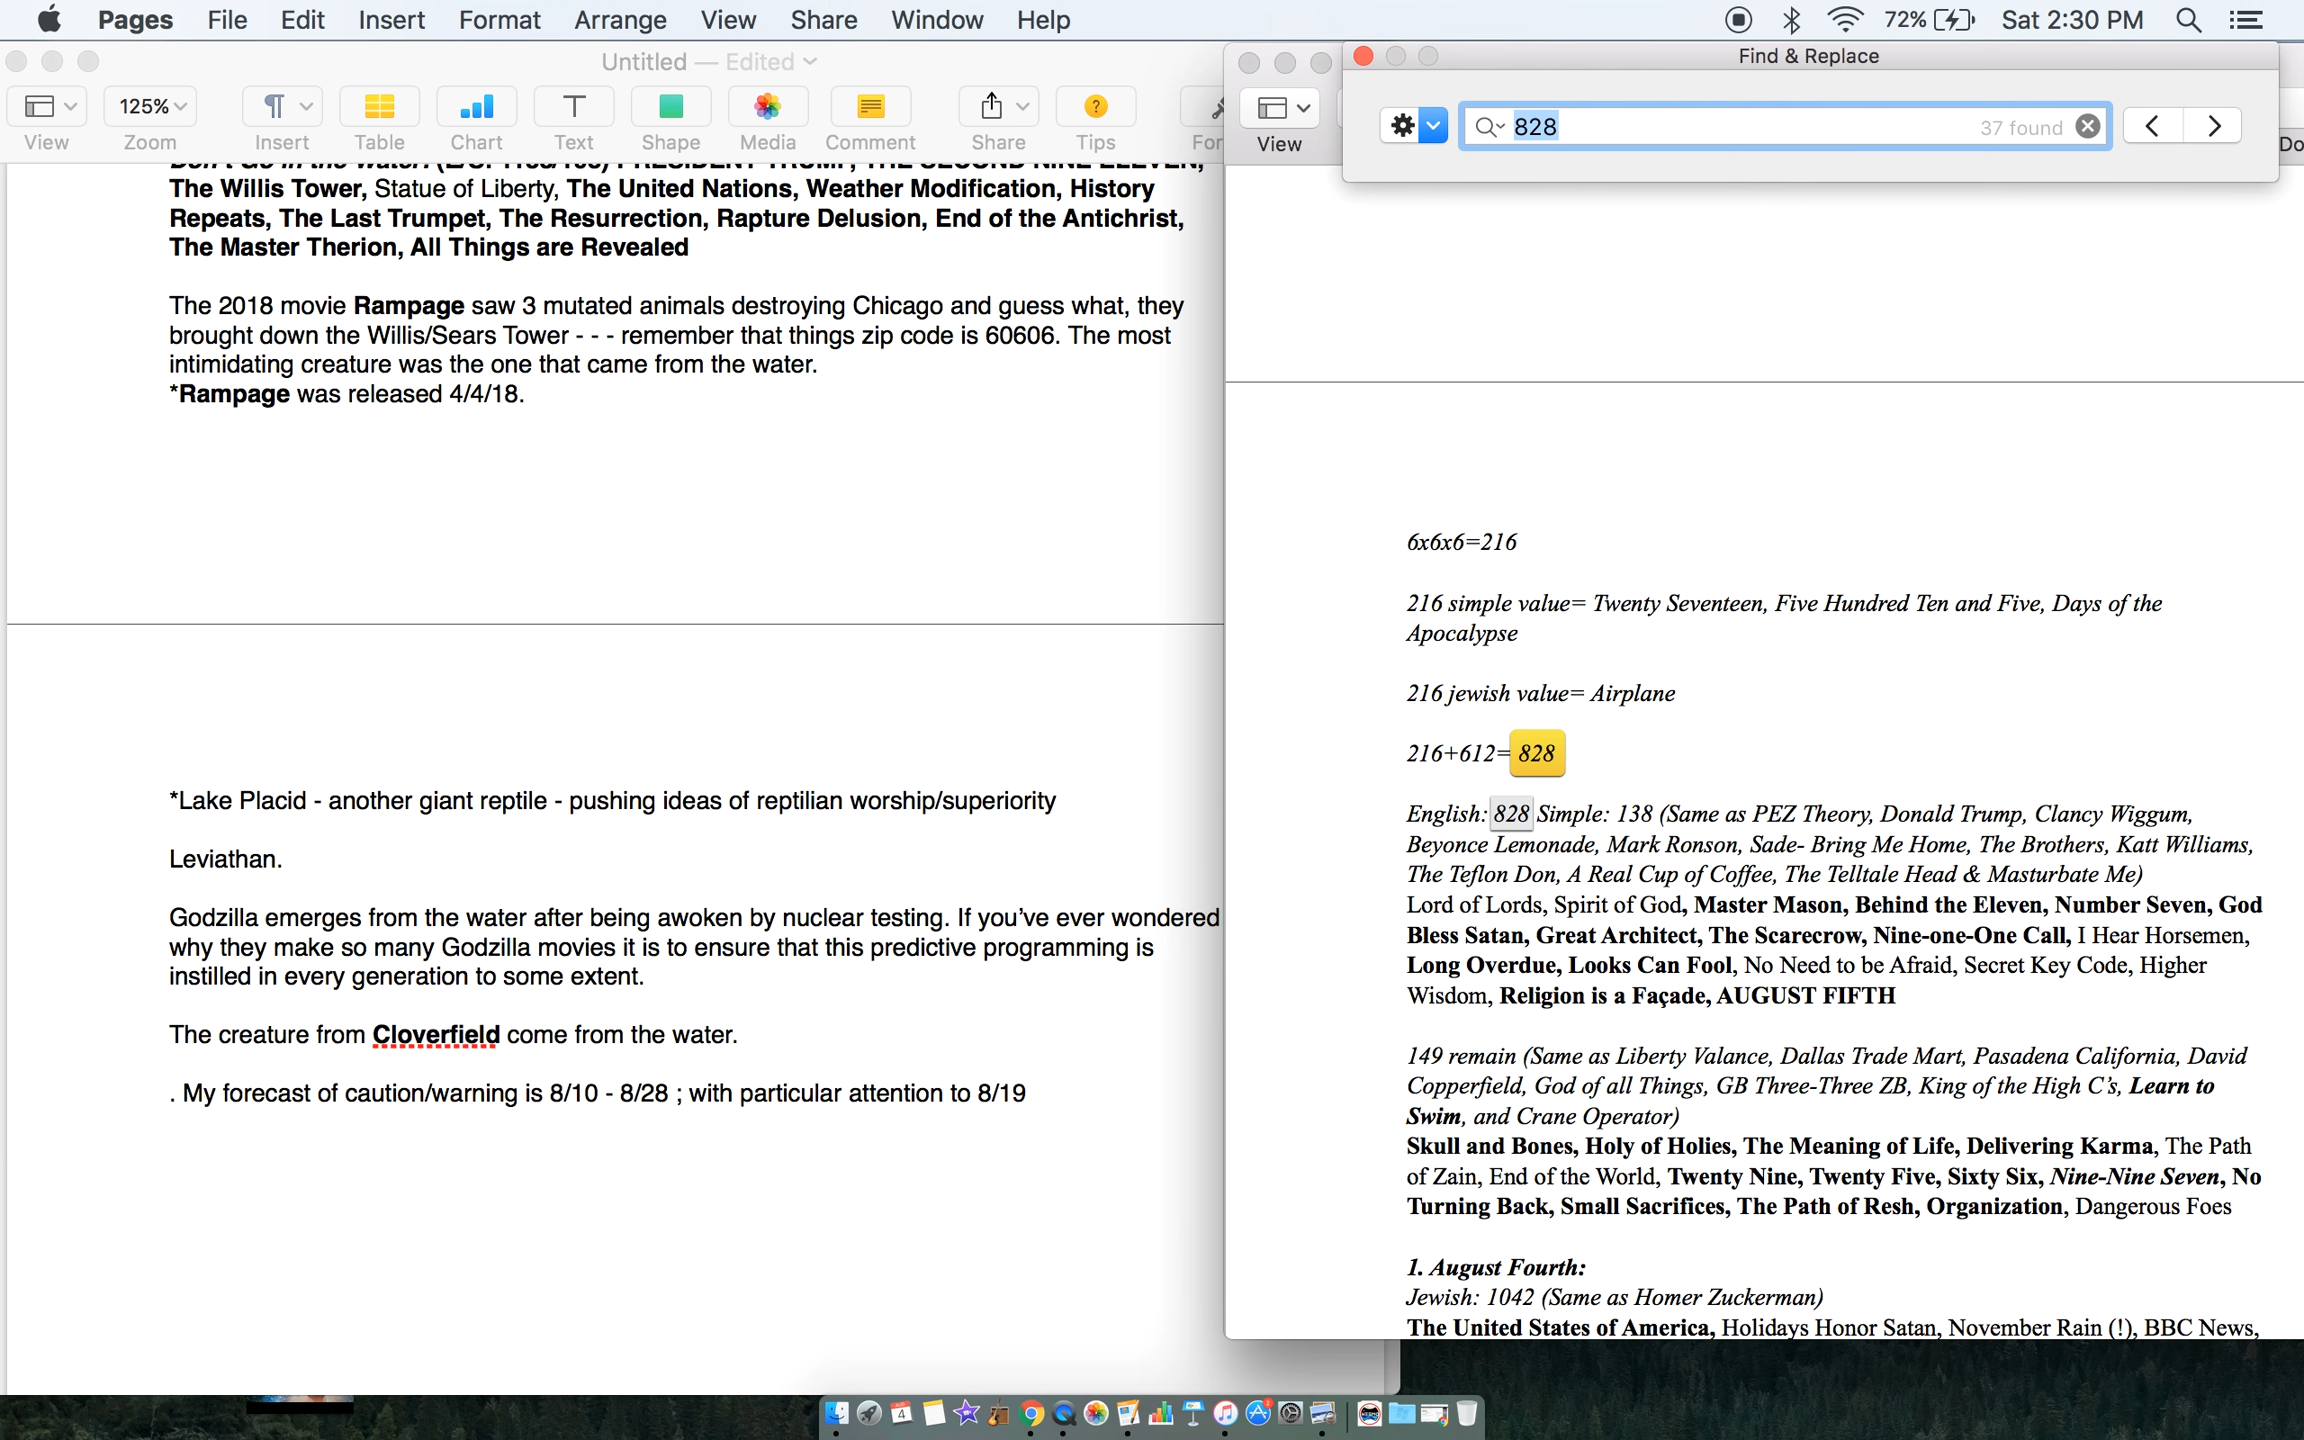 Pages File Edit Insert Format Arrange View Share Window Help 72% Sat 2:30 PM
Untitled — Edited
125%
View Zoom Insert Table Chart Text Shape Media Comment Share Tips
The Willis Tower, Statue of Liberty, The United Nations, Weather Modification, History
Repeats, The Last Trumpet, The Resurrection, Rapture Delusion, End of the Antichrist,
The Master Therion, All Things are Revealed
The 2018 movie Rampage saw 3 mutated animals destroying Chicago and guess what, they
brought down the Willis/Sears Tower - - - remember that things zip code is 60606. The most
intimidating creature was the one that came from the water.
*Rampage was released 4/4/18.
*Lake Placid - another giant reptile - pushing ideas of reptilian worship/superiority
Leviathan.
Godzilla emerges from the water after being awoken by nuclear testing. If you’ve ever wondered
why they make so many Godzilla movies it is to ensure that this predictive programming is
instilled in every generation to some extent.
The creature from Cloverfield come from the water.
. My forecast of caution/warning is 8/10 - 8/28 ; with particular attention to 8/19
Find & Replace
828 37 found
View
6x6x6=216
216 simple value= Twenty Seventeen, Five Hundred Ten and Five, Days of the
Apocalypse
216 jewish value= Airplane
216+612= 828
English: 828 Simple: 138 (Same as PEZ Theory, Donald Trump, Clancy Wiggum,
Beyonce Lemonade, Mark Ronson, Sade- Bring Me Home, The Brothers, Katt Williams,
The Teflon Don, A Real Cup of Coffee, The Telltale Head & Masturbate Me)
Lord of Lords, Spirit of God, Master Mason, Behind the Eleven, Number Seven, God
Bless Satan, Great Architect, The Scarecrow, Nine-one-One Call, I Hear Horsemen,
Long Overdue, Looks Can Fool, No Need to be Afraid, Secret Key Code, Higher
Wisdom, Religion is a Façade, AUGUST FIFTH
149 remain (Same as Liberty Valance, Dallas Trade Mart, Pasadena California, David
Copperfield, God of all Things, GB Three-Three ZB, King of the High C’s, Learn to
Swim, and Crane Operator)
Skull and Bones, Holy of Holies, The Meaning of Life, Delivering Karma, The Path
of Zain, End of the World, Twenty Nine, Twenty Five, Sixty Six, Nine-Nine Seven, No
Turning Back, Small Sacrifices, The Path of Resh, Organization, Dangerous Foes
1. August Fourth:
Jewish: 1042 (Same as Homer Zuckerman)
The United States of America, Holidays Honor Satan, November Rain (!), BBC News,
4